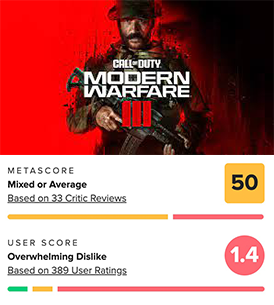 CALL OF DUTY
MODERN
WARFARE
III
METASCORE
Mixed or Average
Based on 33 Critic Reviews
50
USER SCORE
Overwhelming Dislike
Based on 389 User Ratings
1.4